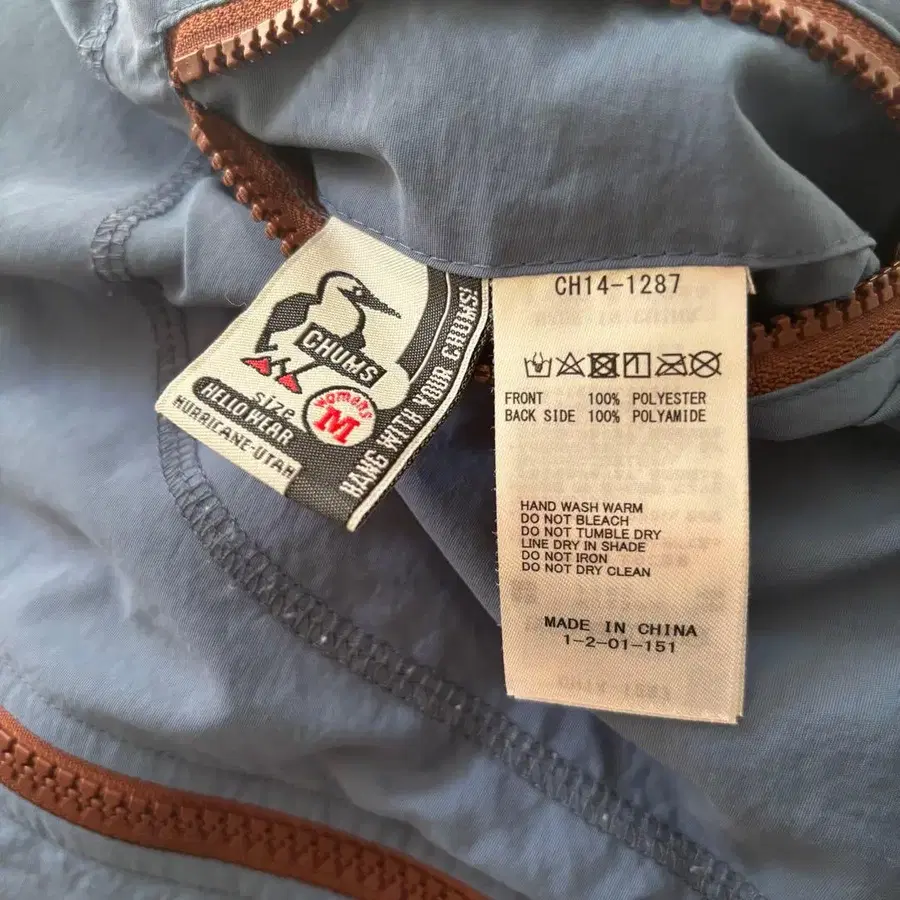 CHUMS
size
womens
M
HELLO WEAR
HURRICANE-UTAH
HANG WITH YOUR CHUMS!
CH14-1287
FRONT 100% POLYESTER
BACK SIDE 100% POLYAMIDE
HAND WASH WARM
DO NOT BLEACH
DO NOT TUMBLE DRY
LINE DRY IN SHADE
DO NOT IRON
DO NOT DRY CLEAN
MADE IN CHINA
1-2-01-151